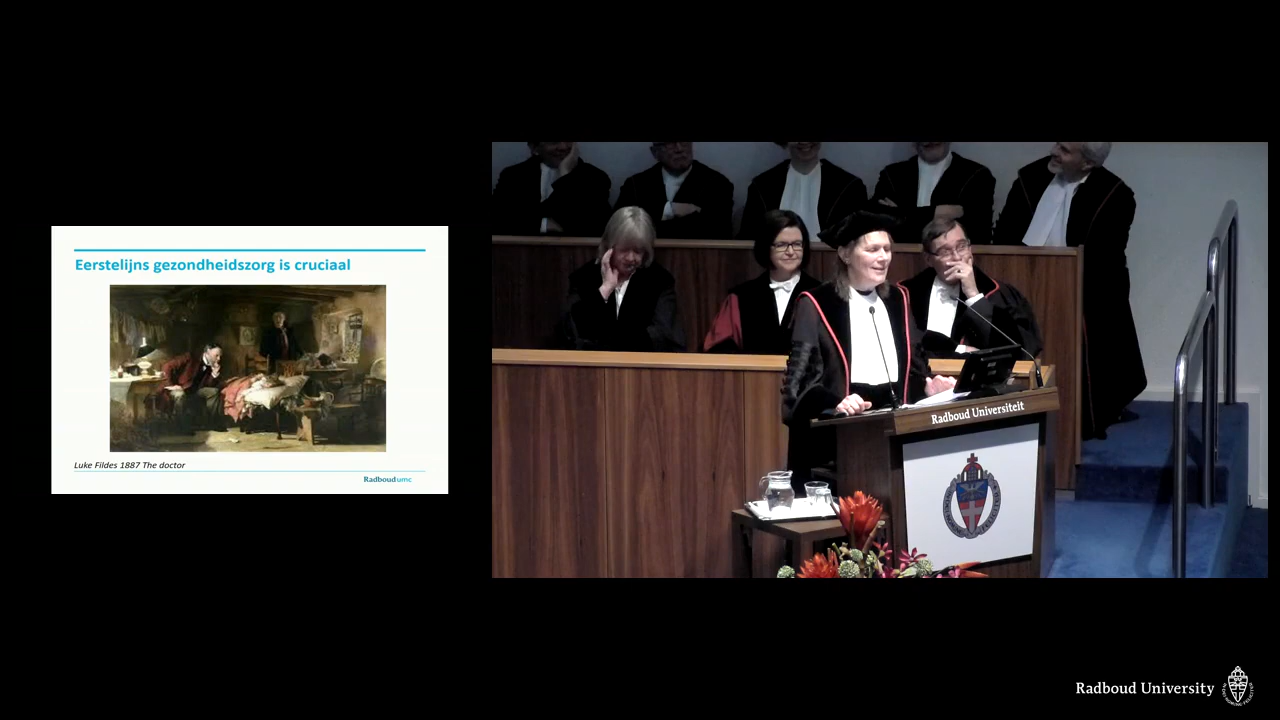 Eerstelijns gezondheidszorg is cruciaal
Luke Fildes 1887 The doctor
Radboudumc
Radboud Universiteit
Radboud University